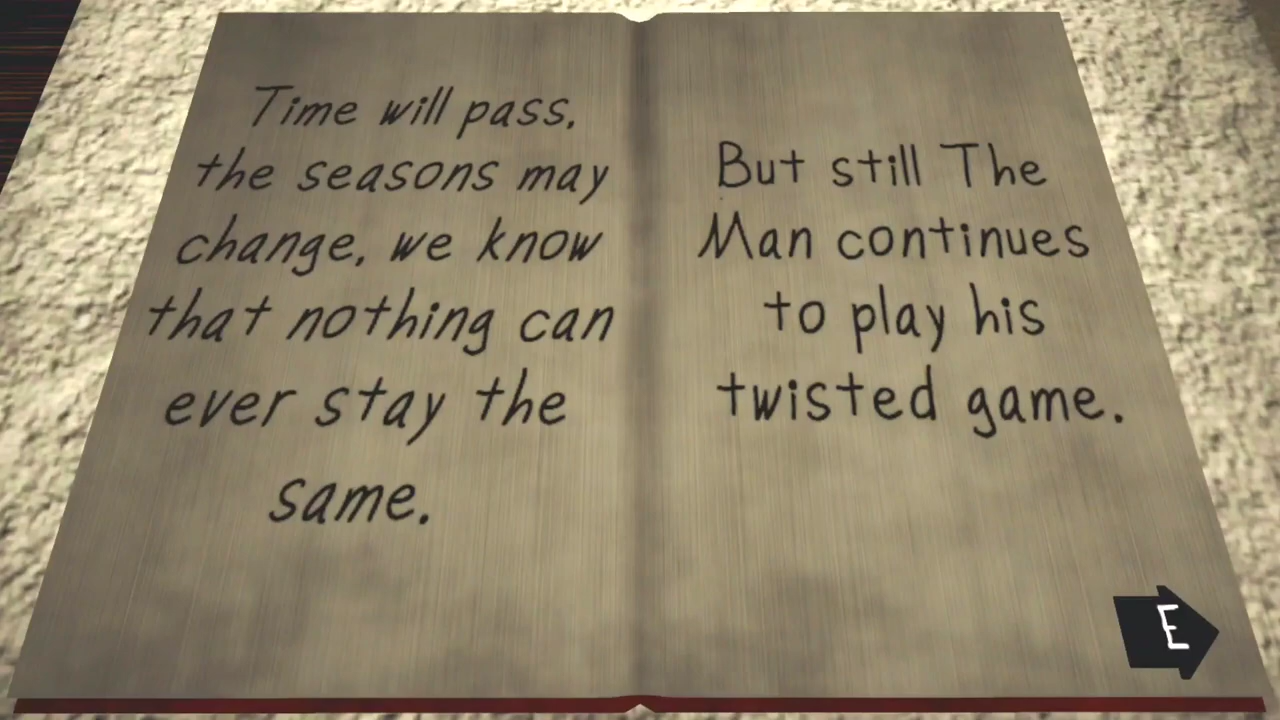 Time will pass,
the seasons may
change, we know
that nothing can
ever stay the
same.
But still The
Man continues
to play his
twisted game.
E